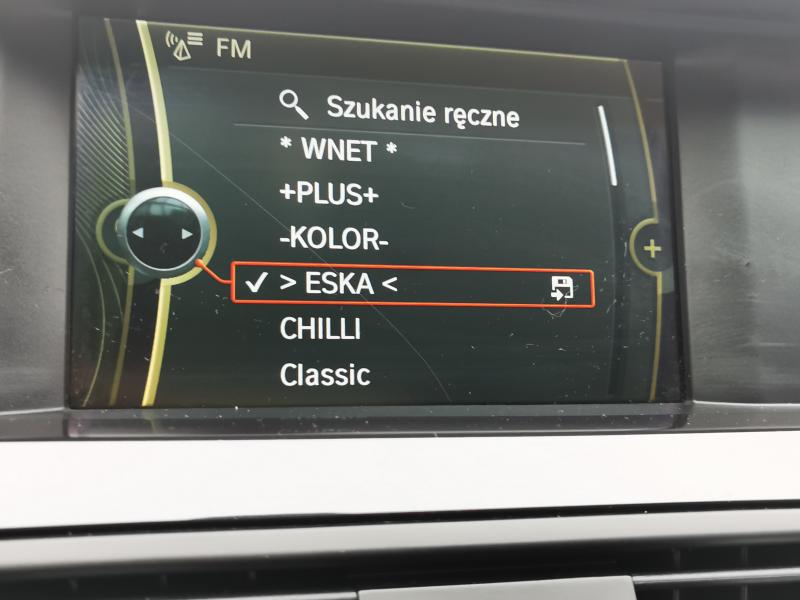 FM
Szukanie ręczne
* WNET *
+PLUS+
-KOLOR-
> ESKA <
CHILLI
Classic